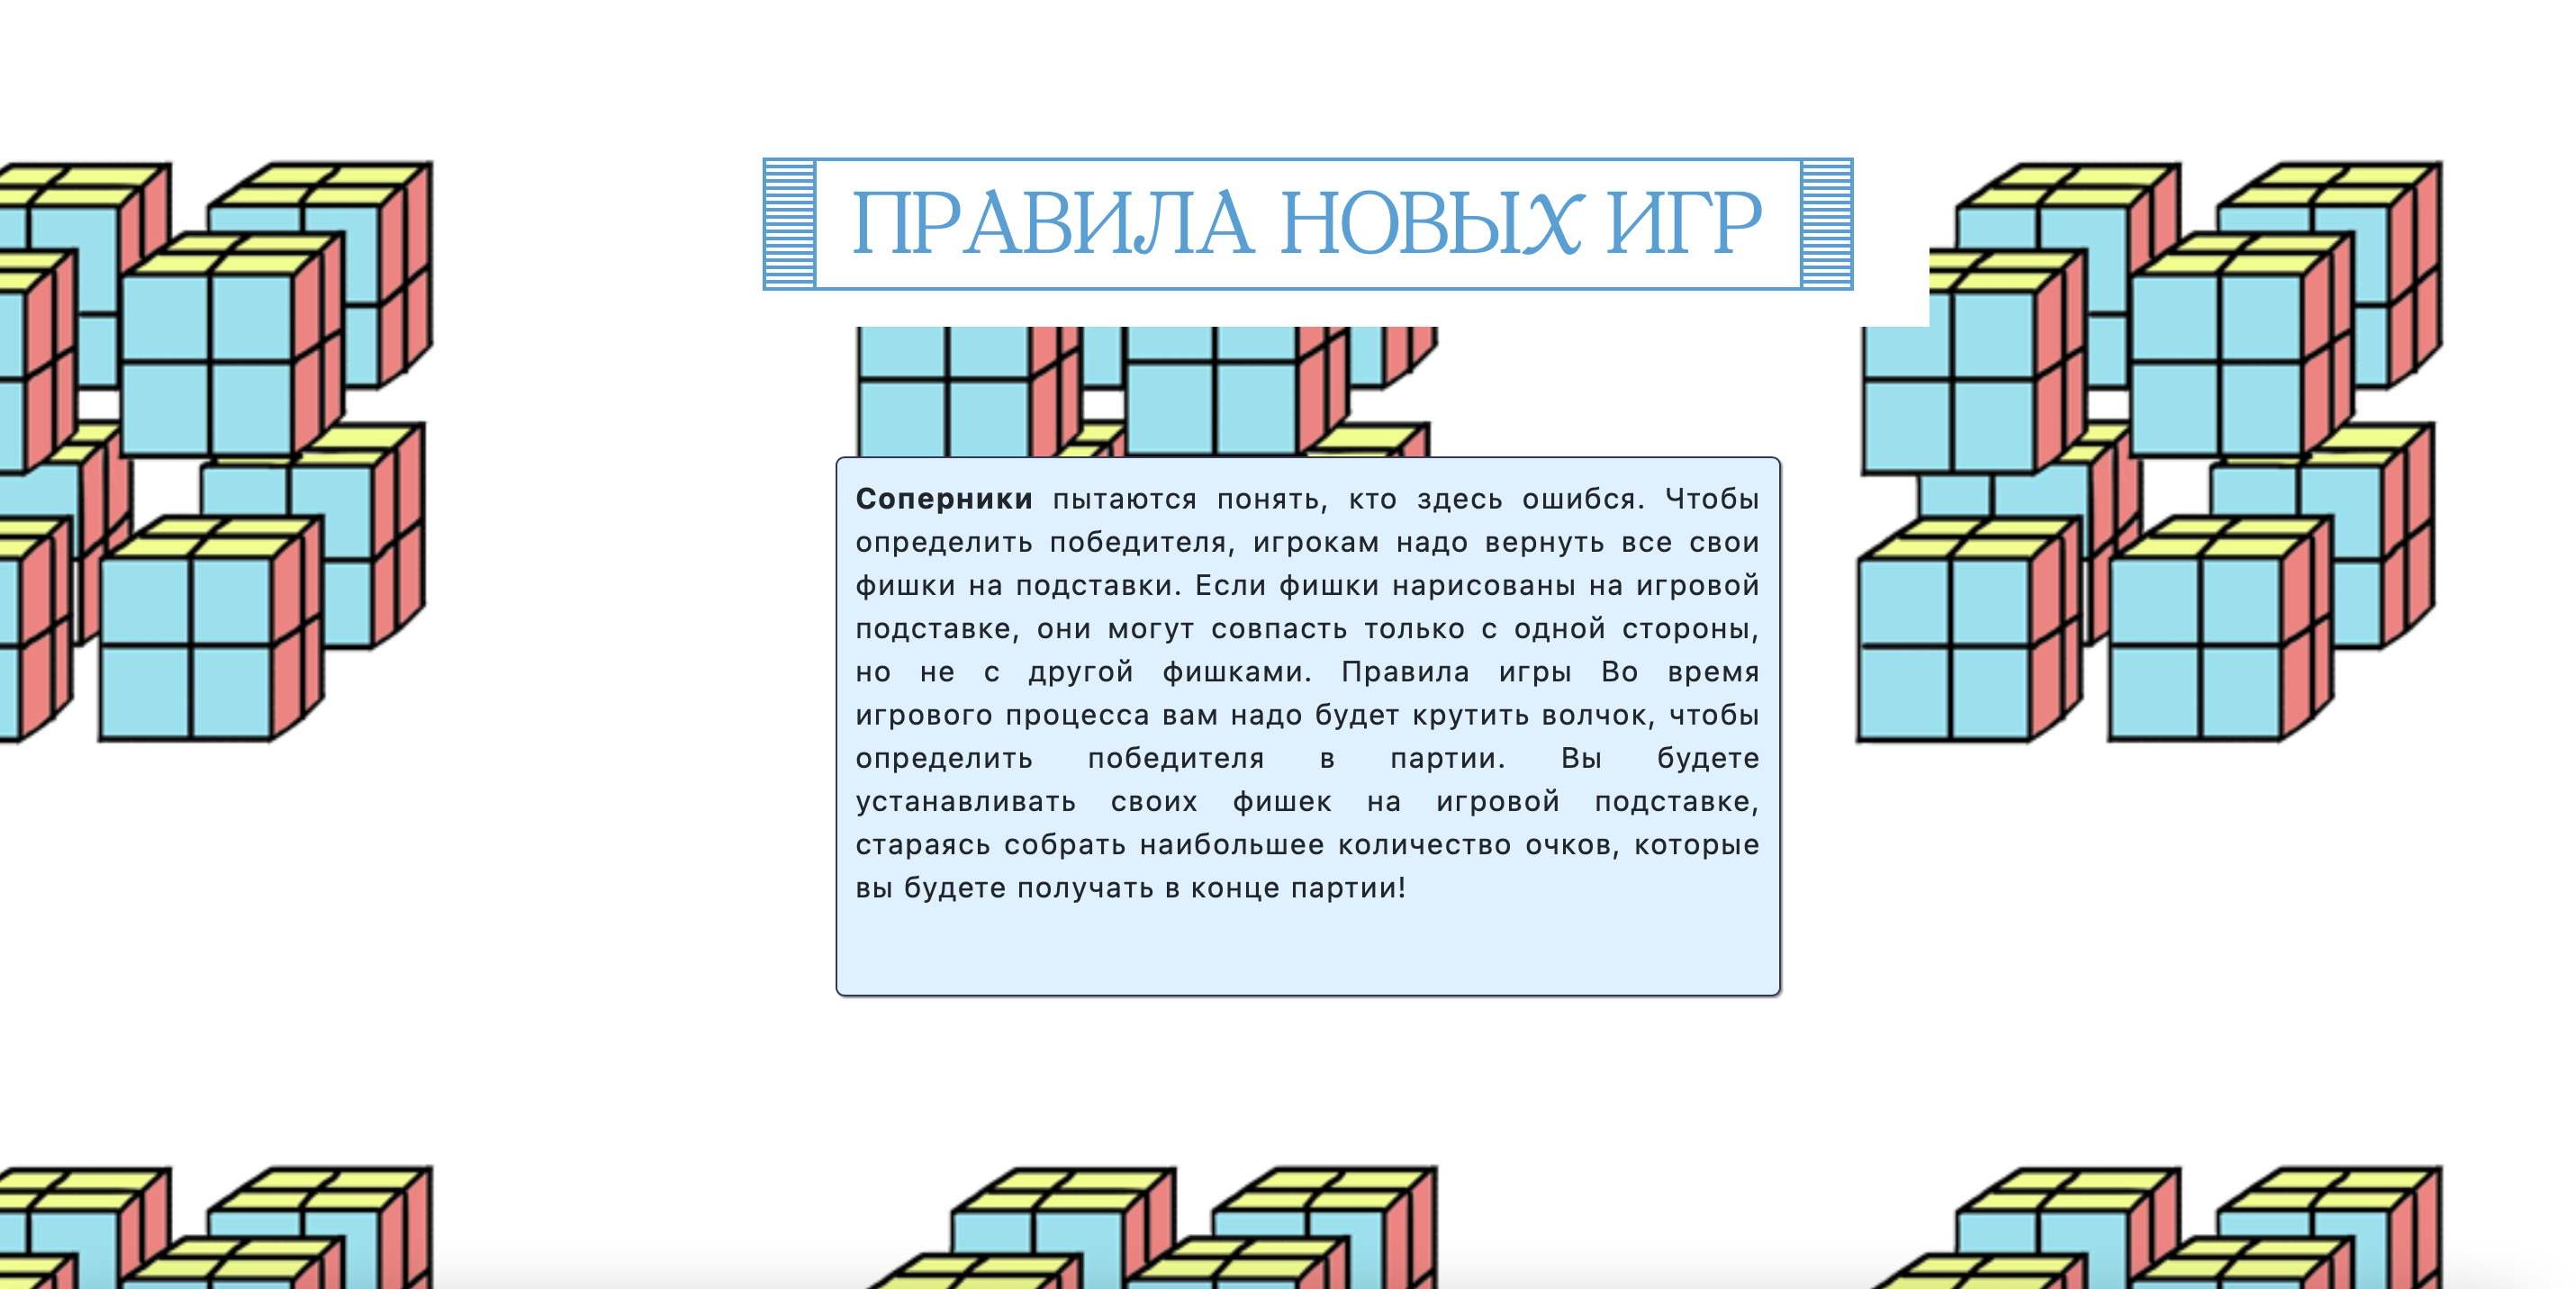 ПРАВИЛА НОВЫХ ИГР
Соперники пытаются понять, кто здесь ошибся. Чтобы
определить победителя, игрокам надо вернуть все свои
фишки на подставки. Если фишки нарисованы на игровой
подставке, они могут совпасть только с одной стороны,
но не с другой фишками. Правила игры Во время
игрового процесса вам надо будет крутить волчок, чтобы
определить победителя в партии. Вы будете
устанавливать своих фишек на игровой подставке,
стараясь собрать наибольшее количество очков, которые
вы будете получать в конце партии!